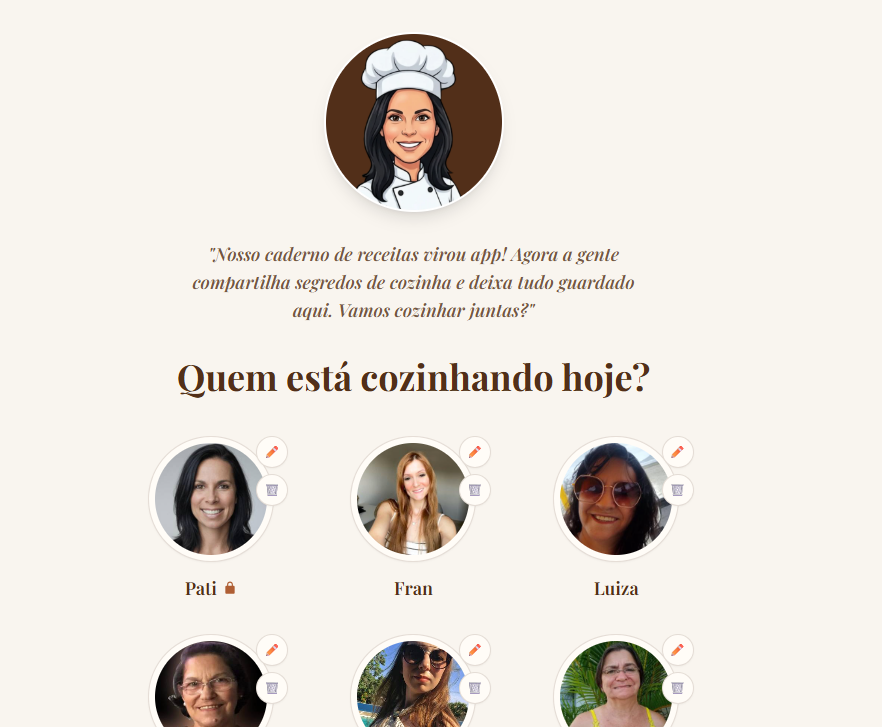 "Nosso caderno de receitas virou app! Agora a gente
compartilha segredos de cozinha e deixa tudo guardado
aqui. Vamos cozinhar juntas?"
Quem está cozinhando hoje?
Pati
Fran
Luiza